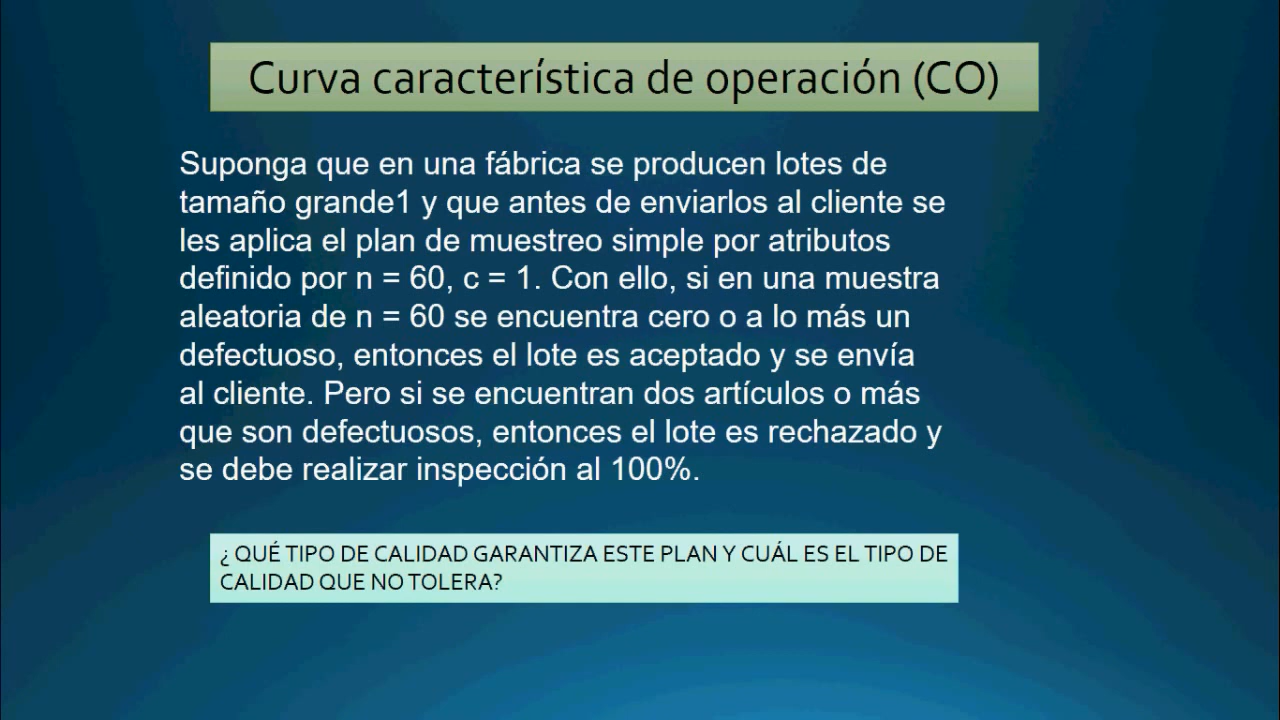 Curva característica de operación (CO)
Suponga que en una fábrica se producen lotes de
tamaño grande1 y que antes de enviarlos al cliente se
les aplica el plan de muestreo simple por atributos
definido por n = 60, c = 1. Con ello, si en una muestra
aleatoria de n = 60 se encuentra cero o a lo más un
defectuoso, entonces el lote es aceptado y se envía
al cliente. Pero si se encuentran dos artículos o más
que son defectuosos, entonces el lote es rechazado y
se debe realizar inspección al 100%.
¿ QUÉ TIPO DE CALIDAD GARANTIZA ESTE PLAN Y CUÁL ES EL TIPO DE
CALIDAD QUE NO TOLERA?